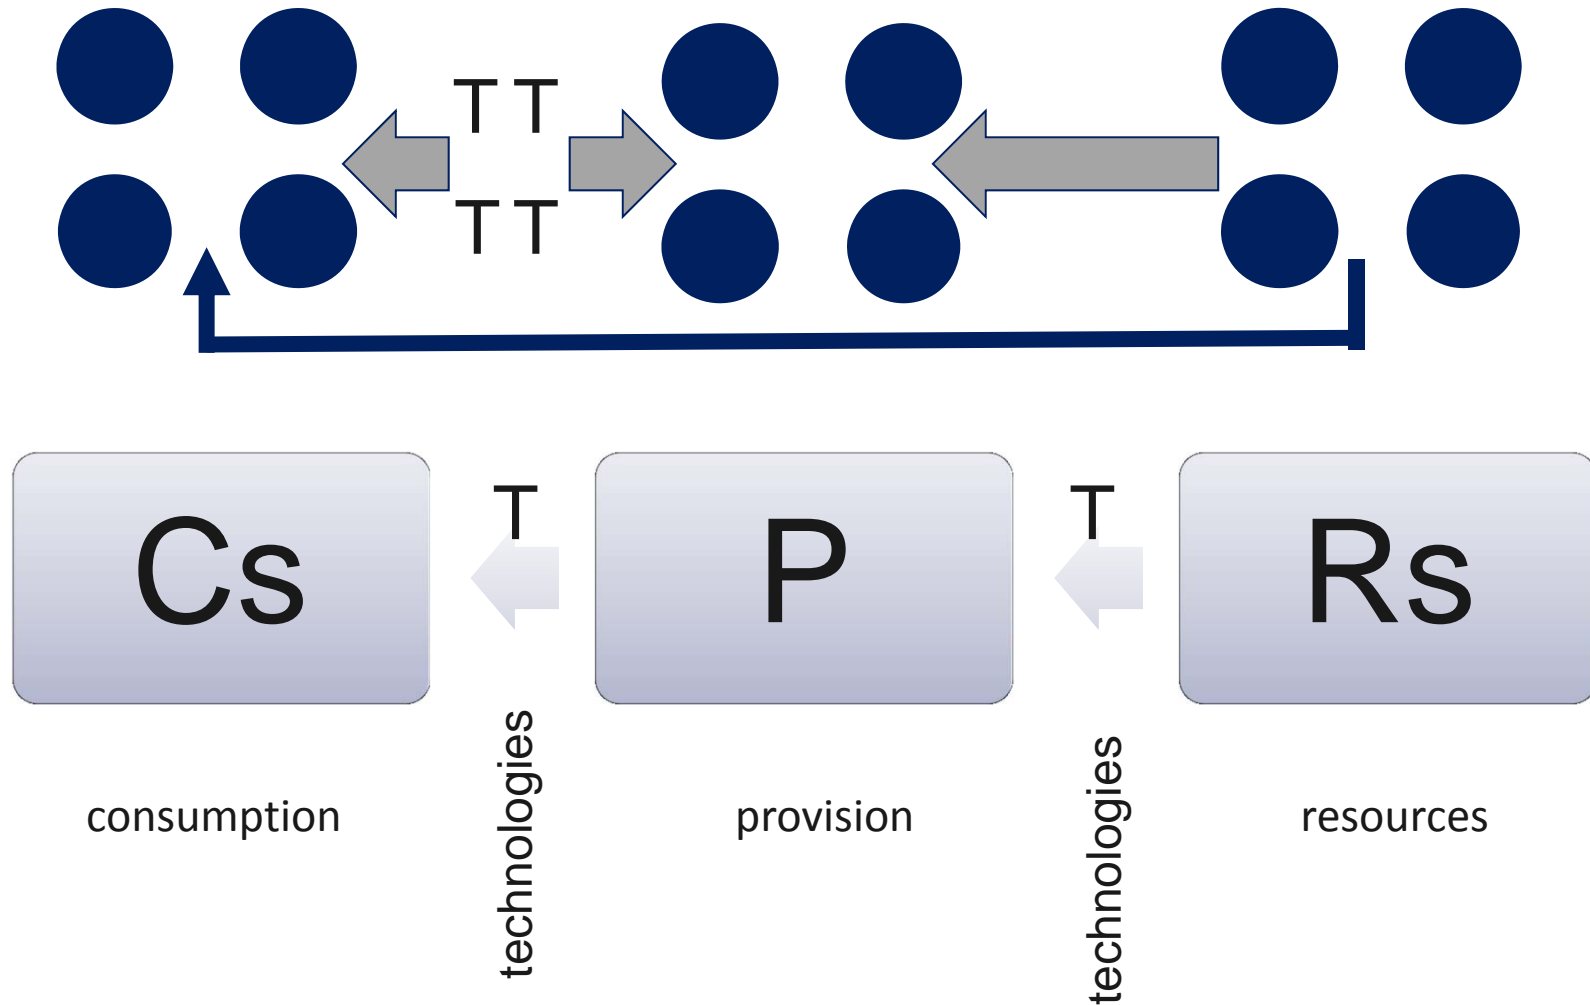 T T
T T
Cs
T
P
T
Rs
technologies
technologies
consumption
provision
resources